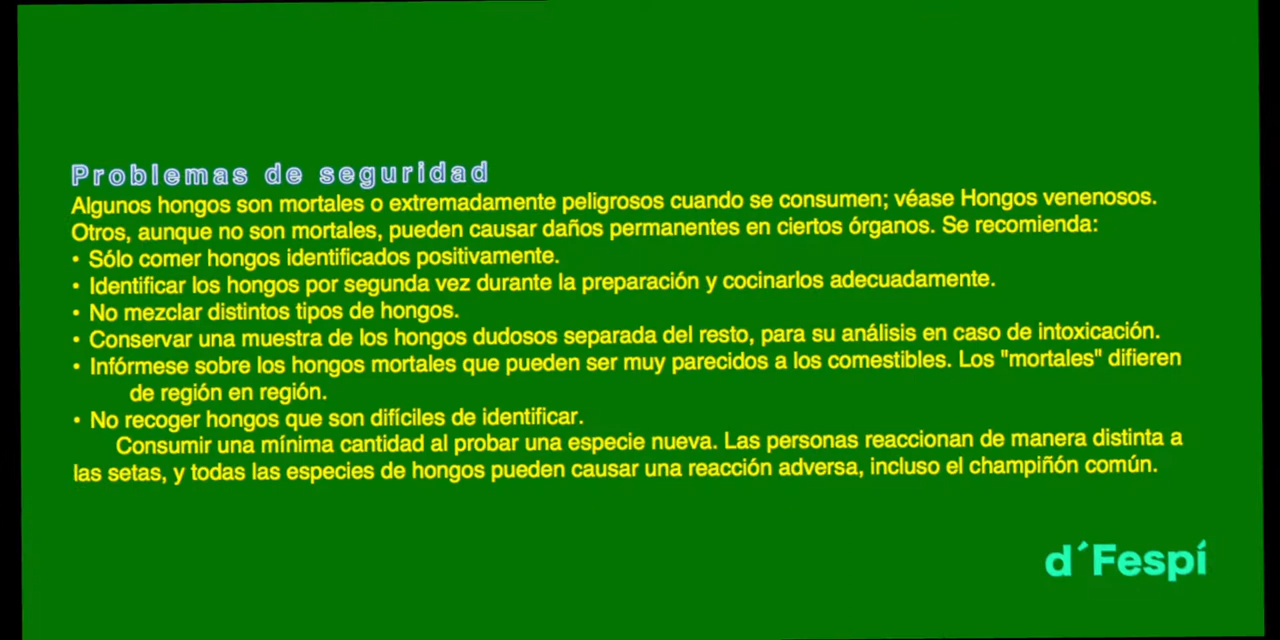 Problemas de seguridad
Algunos hongos son mortales o extremadamente peligrosos cuando se consumen; véase Hongos venenosos.
Otros, aunque no son mortales, pueden causar daños permanentes en ciertos órganos. Se recomienda:
• Sólo comer hongos identificados positivamente.
• Identificar los hongos por segunda vez durante la preparación y cocinarlos adecuadamente.
• No mezclar distintos tipos de hongos.
• Conservar una muestra de los hongos dudosos separada del resto, para su análisis en caso de intoxicación.
• Infórmese sobre los hongos mortales que pueden ser muy parecidos a los comestibles. Los "mortales" difieren
de región en región.
• No recoger hongos que son difíciles de identificar.
Consumir una mínima cantidad al probar una especie nueva. Las personas reaccionan de manera distinta a
las setas, y todas las especies de hongos pueden causar una reacción adversa, incluso el champiñón común.
d´Fespí